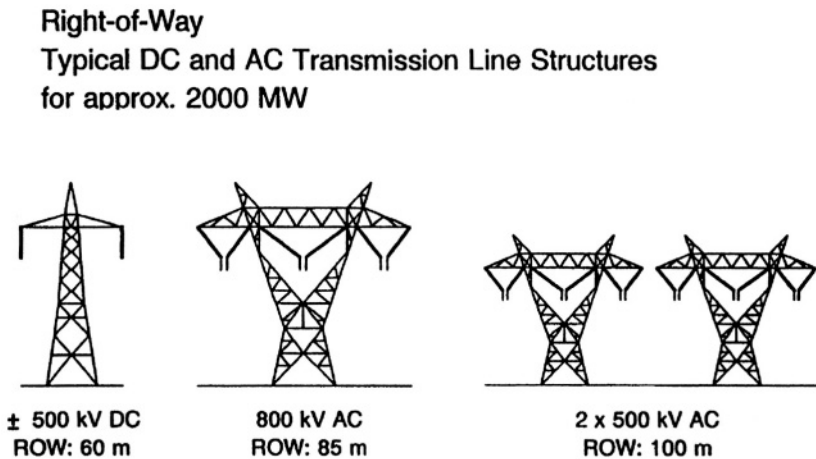 Right-of-Way
Typical DC and AC Transmission Line Structures
for approx. 2000 MW
± 500 kV DC
ROW: 60 m
800 kV AC
ROW: 85 m
2 x 500 kV AC
ROW: 100 m